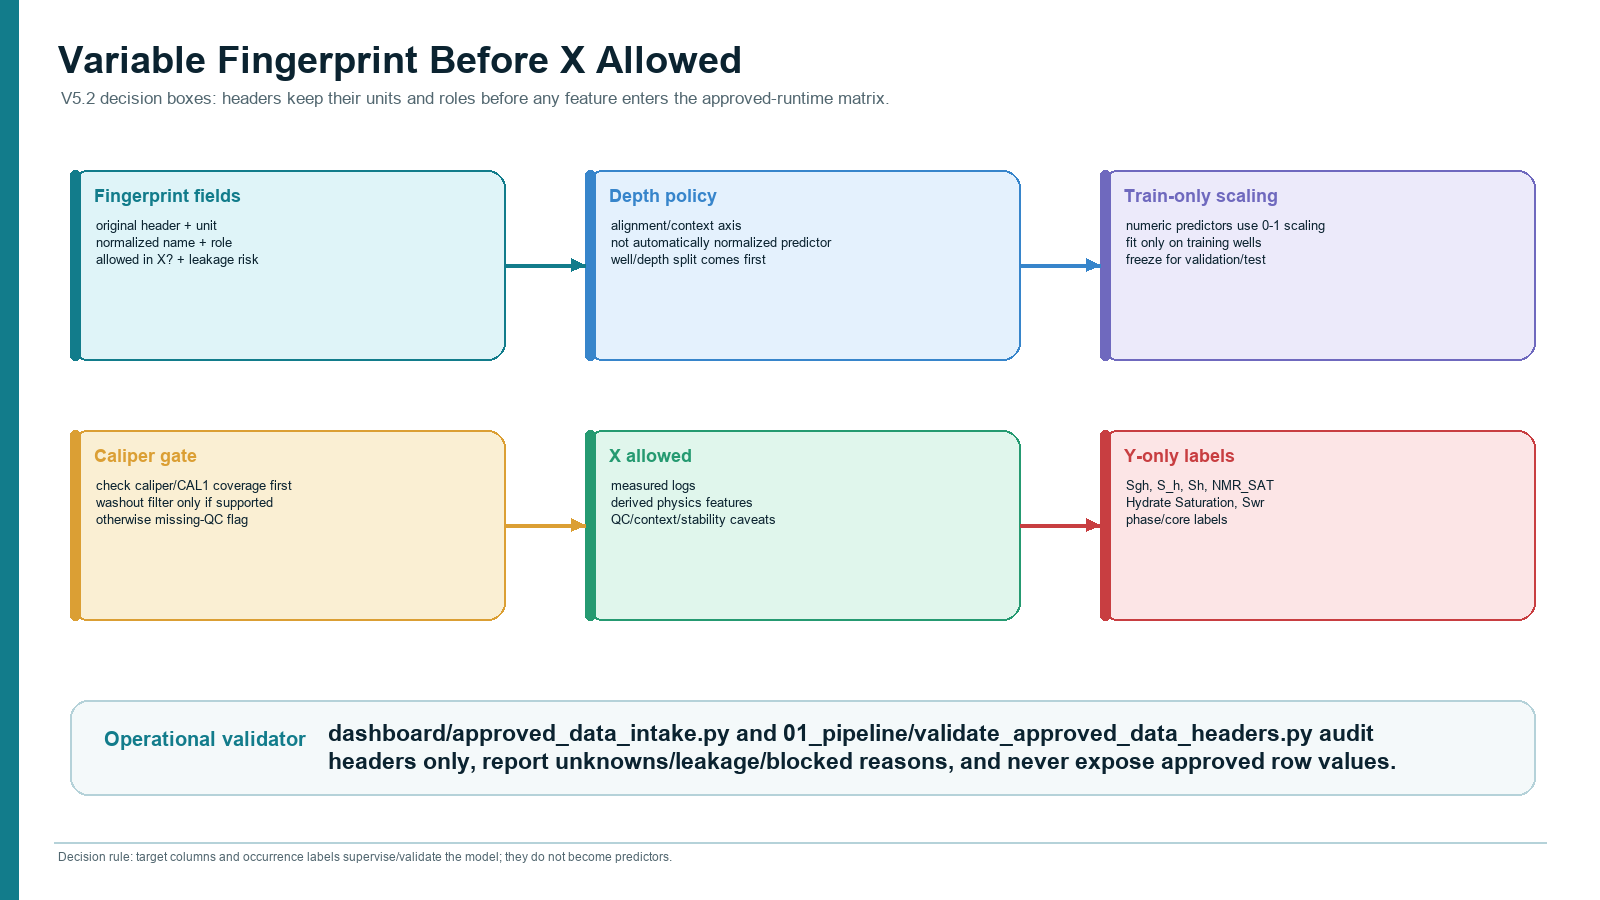 Variable Fingerprint Before X Allowed
V5.2 decision boxes: headers keep their units and roles before any feature enters the approved-runtime matrix.
Fingerprint fields
original header + unit
normalized name + role
allowed in X? + leakage risk
Depth policy
alignment/context axis
not automatically normalized predictor
well/depth split comes first
Train-only scaling
numeric predictors use 0-1 scaling
fit only on training wells
freeze for validation/test
Caliper gate
check caliper/CAL1 coverage first
washout filter only if supported
otherwise missing-QC flag
X allowed
measured logs
derived physics features
QC/context/stability caveats
Y-only labels
Sgh, S_h, Sh, NMR_SAT
Hydrate Saturation, Swr
phase/core labels
Operational validator
dashboard/approved_data_intake.py and 01_pipeline/validate_approved_data_headers.py audit
headers only, report unknowns/leakage/blocked reasons, and never expose approved row values.
Decision rule: target columns and occurrence labels supervise/validate the model; they do not become predictors.